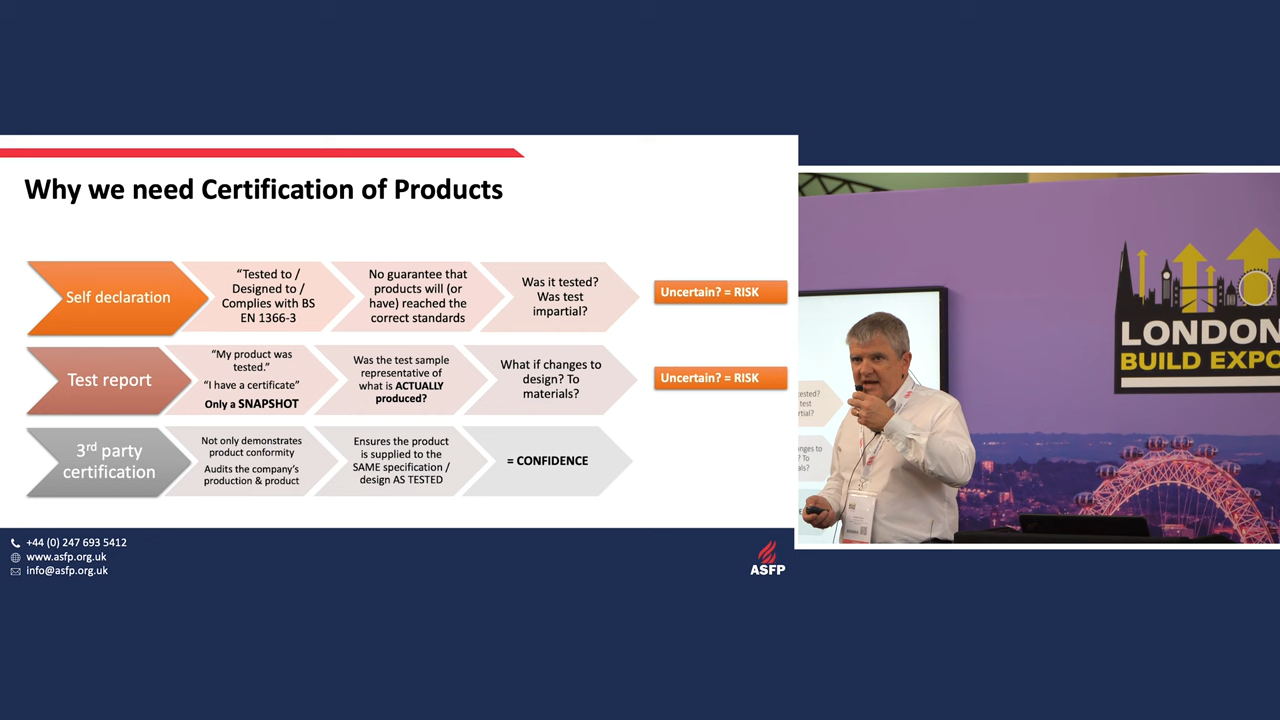 Why we need Certification of Products
Self declaration
“Tested to /
Designed to /
Complies with BS
EN 1366-3
No guarantee that
products will (or
have) reached the
correct standards
Was it tested?
Was test
impartial?
Uncertain? = RISK
Test report
“My product was
tested.”
“I have a certificate”
Only a SNAPSHOT
Was the test sample
representative of
what is ACTUALLY
produced?
What if changes to
design? To
materials?
Uncertain? = RISK
3rd party
certification
Not only demonstrates
product conformity
Audits the company’s
production & product
Ensures the product
is supplied to the
SAME specification /
design AS TESTED
= CONFIDENCE
+44 (0) 247 693 5412
www.asfp.org.uk
info@asfp.org.uk
ASFP
LONDON
BUILD EXPO